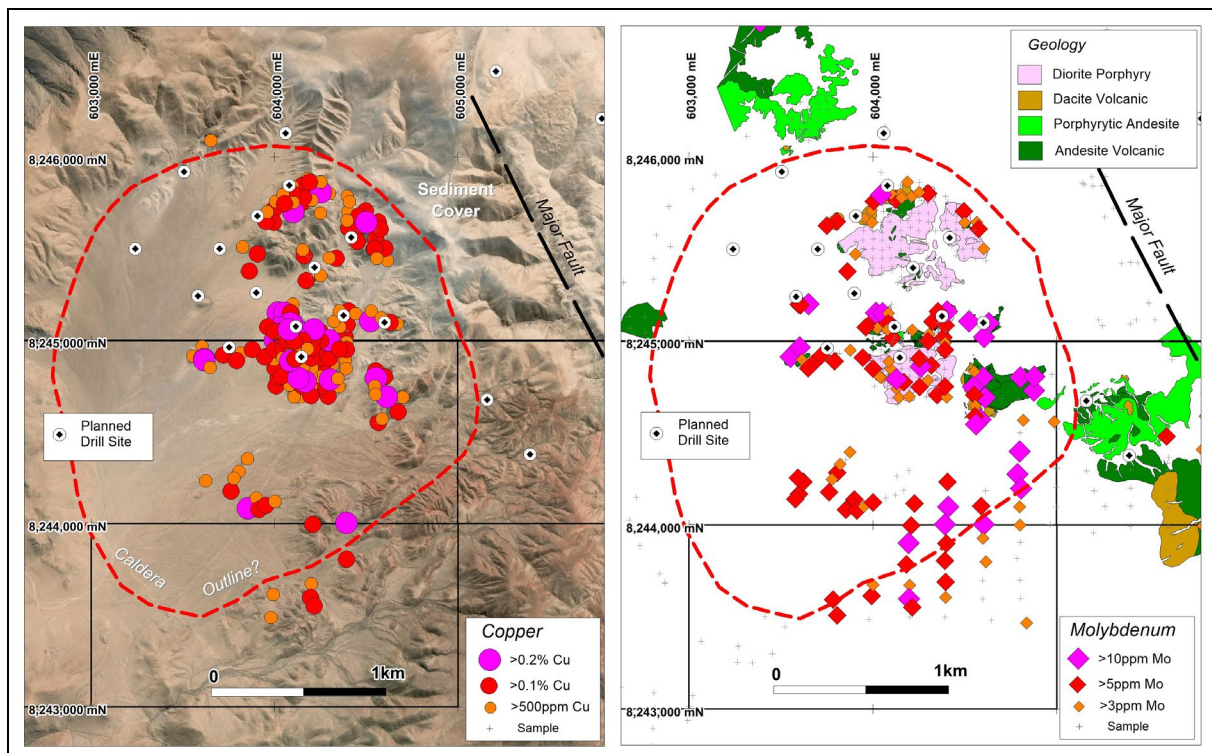 603,000 mE
604,000 mE
605,000 mE
8,246,000 mN
Sediment
Cover
Major Fault
8,245,000 mN
Planned
Drill Site
8,244,000 mN
Caldera
Outline?
Copper
>0.2% Cu
>0.1% Cu
>500ppm Cu
Sample
0
1km
8,243,000 mN
603,000 mE
604,000 mE
Geology
Diorite Porphyry
Dacite Volcanic
Porphyrytic Andesite
Andesite Volcanic
8,246,000 mN
Major Fault
8,245,000 mN
Planned
Drill Site
8,244,000 mN
Molybdenum
>10ppm Mo
>5ppm Mo
>3ppm Mo
Sample
0
1km
8,243,000 mN